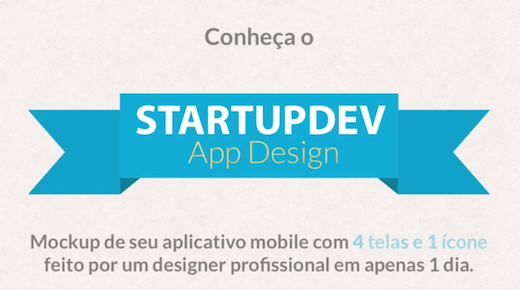 Conheça o
STARTUPDEV
App Design
Mockup de seu aplicativo mobile com 4 telas e 1 ícone
feito por um designer profissional em apenas 1 dia.